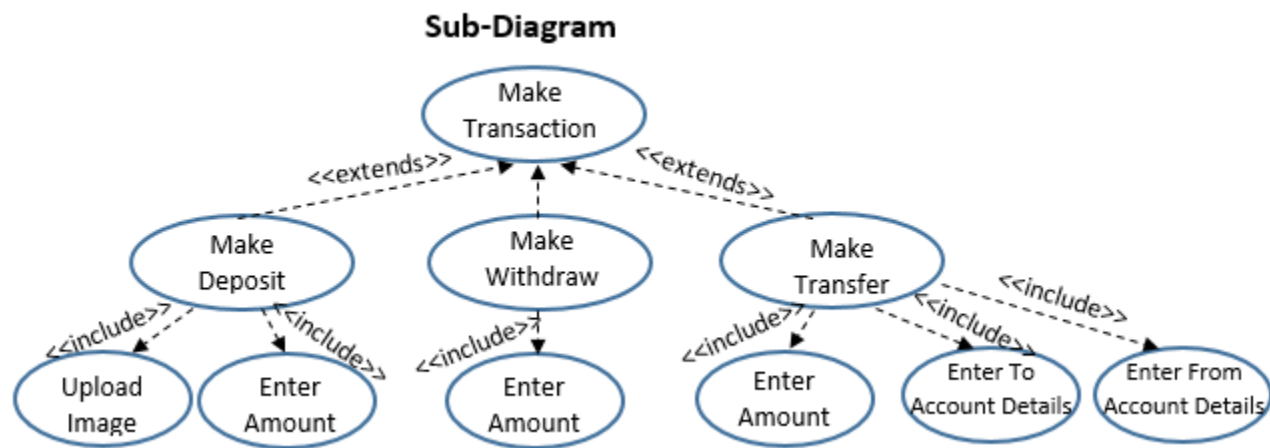 Sub-Diagram
Make
Transaction
<<extends>>
<<extends>>
Make
Deposit
Make
Withdraw
Make
Transfer
<<include>>
<<include>>
<<include>>
<<include>>
<<include>>
<<include>>
Upload
Image
Enter
Amount
Enter
Amount
Enter
Amount
Enter To
Account Details
Enter From
Account Details